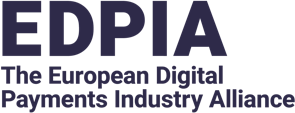 EDPIA
The European Digital
Payments Industry Alliance